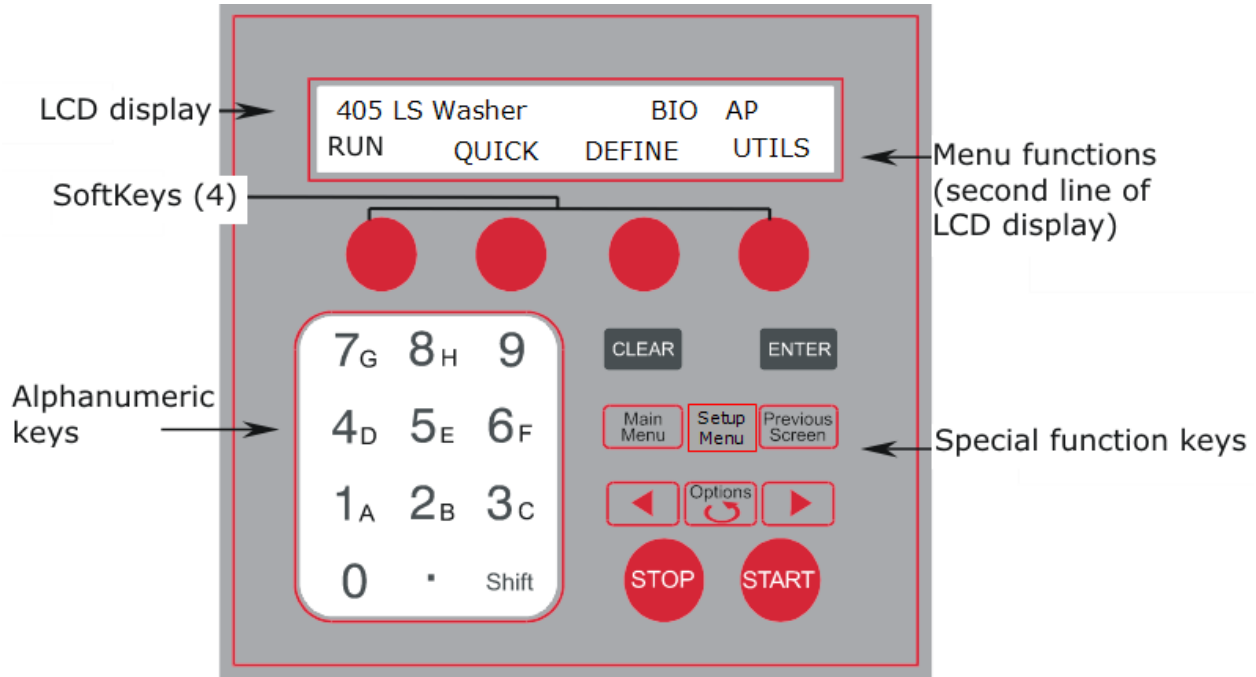 LCD display
405 LS Washer BIO AP
RUN QUICK DEFINE UTILS
Menu functions
(second line of
LCD display)
SoftKeys (4)
7G 8H 9
4D 5E 6F
1A 2B 3C
0 . Shift
Alphanumeric
keys
CLEAR ENTER
Main
Menu
Setup
Menu
Previous
Screen
Options
STOP START
Special function keys